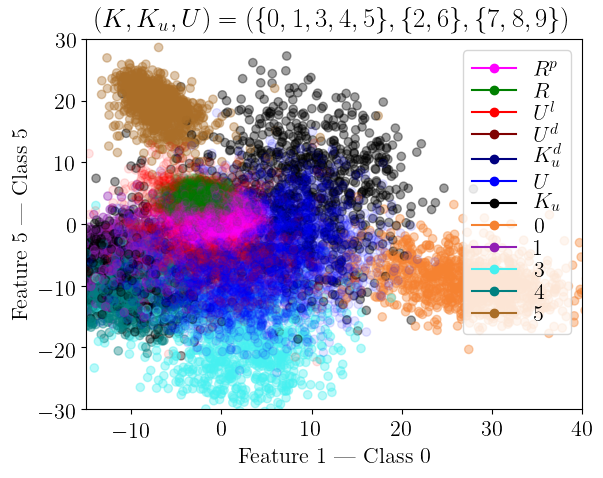 (K, K_u, U) = ({0, 1, 3, 4, 5}, {2, 6}, {7, 8, 9})
30
20
10
0
−10
−20
−30
Feature 5 — Class 5
R^p
R
U^l
U^d
K_u^d
U
K_u
0
1
3
4
5
−10
0
10
20
30
40
Feature 1 — Class 0